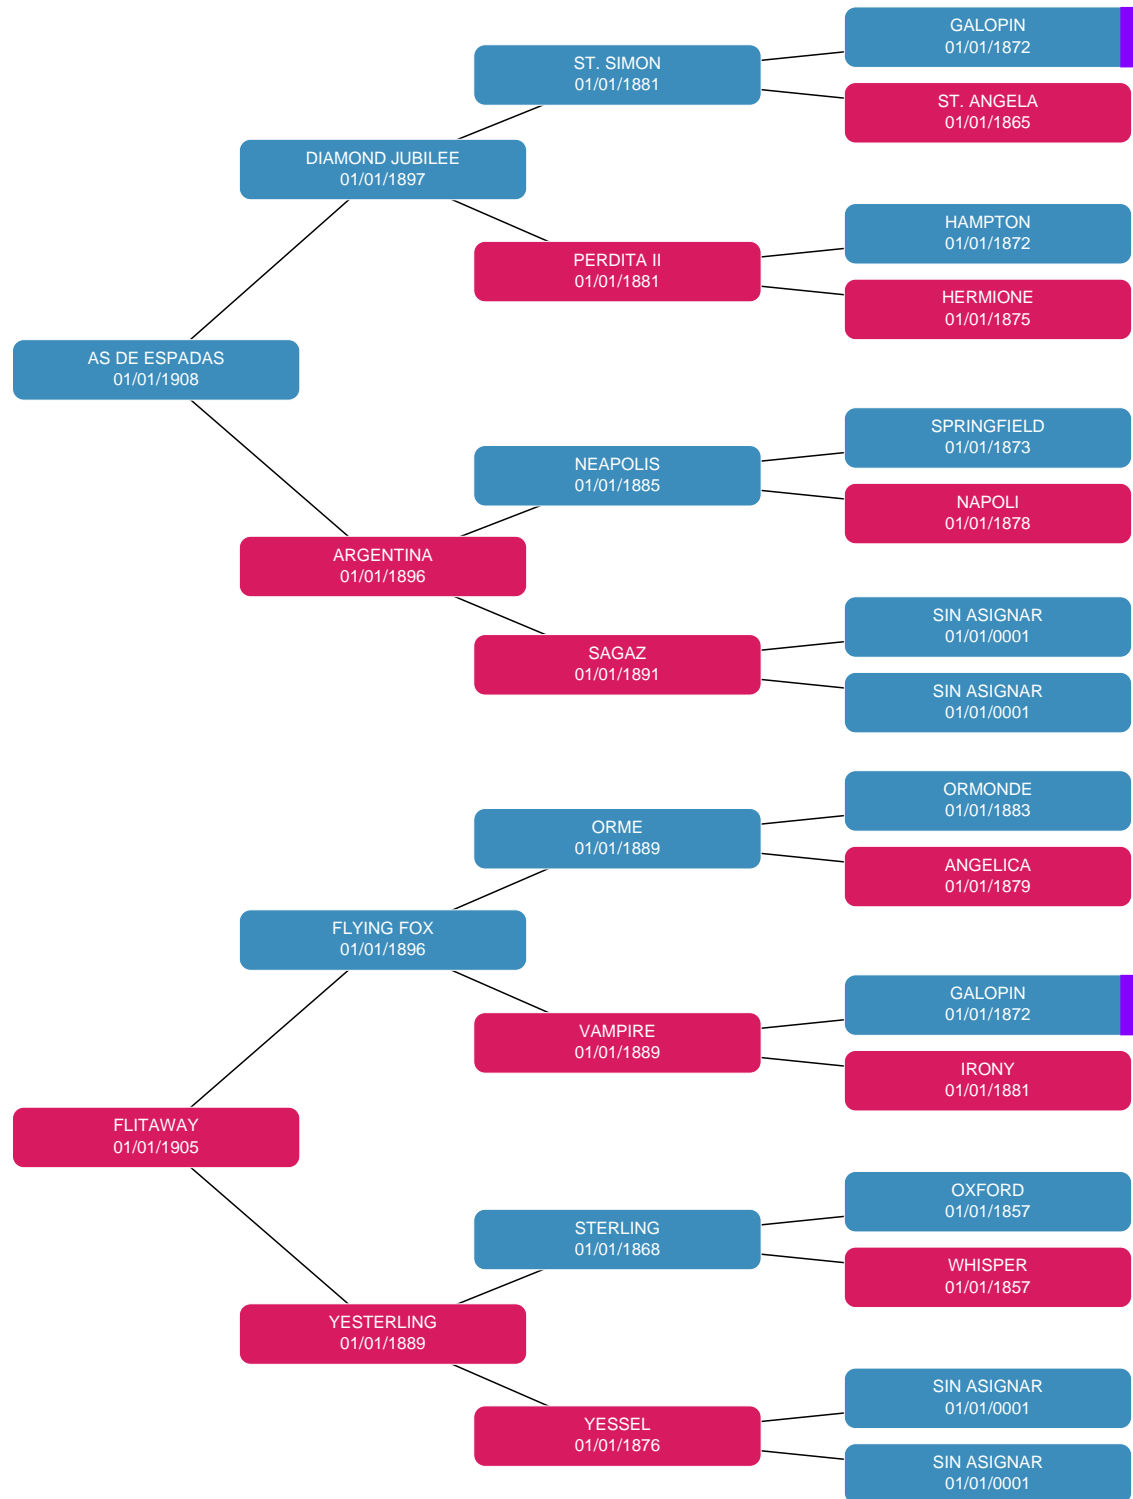 GALOPIN
01/01/1872
ST. SIMON
01/01/1881
ST. ANGELA
01/01/1865
DIAMOND JUBILEE
01/01/1897
HAMPTON
01/01/1872
PERDITA II
01/01/1881
HERMIONE
01/01/1875
AS DE ESPADAS
01/01/1908
SPRINGFIELD
01/01/1873
NEAPOLIS
01/01/1885
NAPOLI
01/01/1878
ARGENTINA
01/01/1896
SIN ASIGNAR
01/01/0001
SAGAZ
01/01/1891
SIN ASIGNAR
01/01/0001
ORMONDE
01/01/1883
ORME
01/01/1889
ANGELICA
01/01/1879
FLYING FOX
01/01/1896
GALOPIN
01/01/1872
VAMPIRE
01/01/1889
IRONY
01/01/1881
FLITAWAY
01/01/1905
OXFORD
01/01/1857
STERLING
01/01/1868
WHISPER
01/01/1857
YESTERLING
01/01/1889
SIN ASIGNAR
01/01/0001
YESSEL
01/01/1876
SIN ASIGNAR
01/01/0001